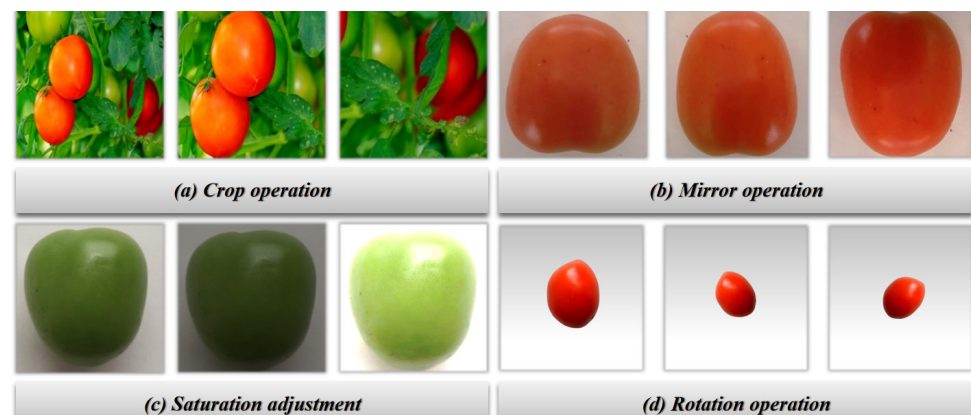 (a) Crop operation
(b) Mirror operation
(c) Saturation adjustment
(d) Rotation operation